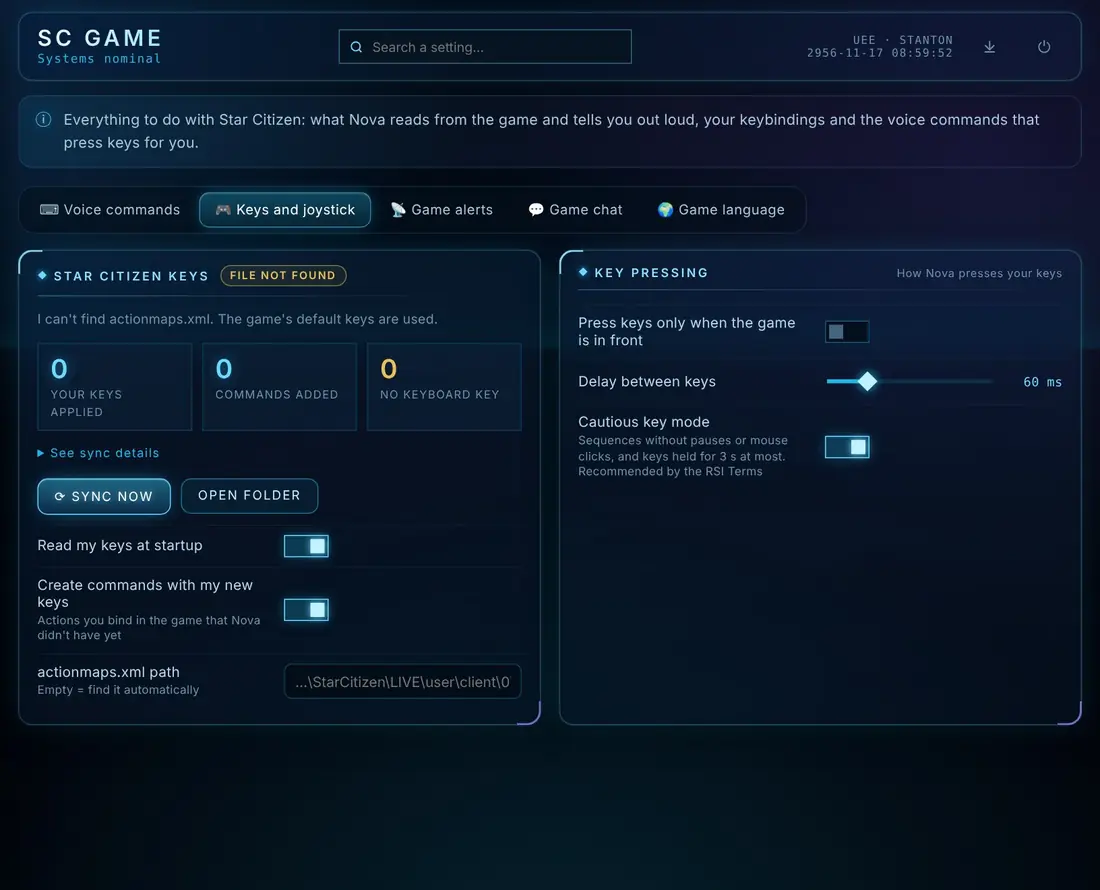 SC GAME
Systems nominal
Search a setting...
UEE · STANTON
2956-11-17 08:59:52
Everything to do with Star Citizen: what Nova reads from the game and tells you out loud, your keybindings and the voice commands that
press keys for you.
Voice commands
Keys and joystick
Game alerts
Game chat
Game language
STAR CITIZEN KEYS
FILE NOT FOUND
I can't find actionmaps.xml. The game's default keys are used.
0
YOUR KEYS
APPLIED
0
COMMANDS ADDED
0
NO KEYBOARD KEY
See sync details
⟳ SYNC NOW
OPEN FOLDER
Read my keys at startup
Create commands with my new
keys
Actions you bind in the game that Nova
didn't have yet
actionmaps.xml path
Empty = find it automatically
...\StarCitizen\LIVE\user\client\0
KEY PRESSING
How Nova presses your keys
Press keys only when the game
is in front
Delay between keys
60 ms
Cautious key mode
Sequences without pauses or mouse
clicks, and keys held for 3 s at most.
Recommended by the RSI Terms